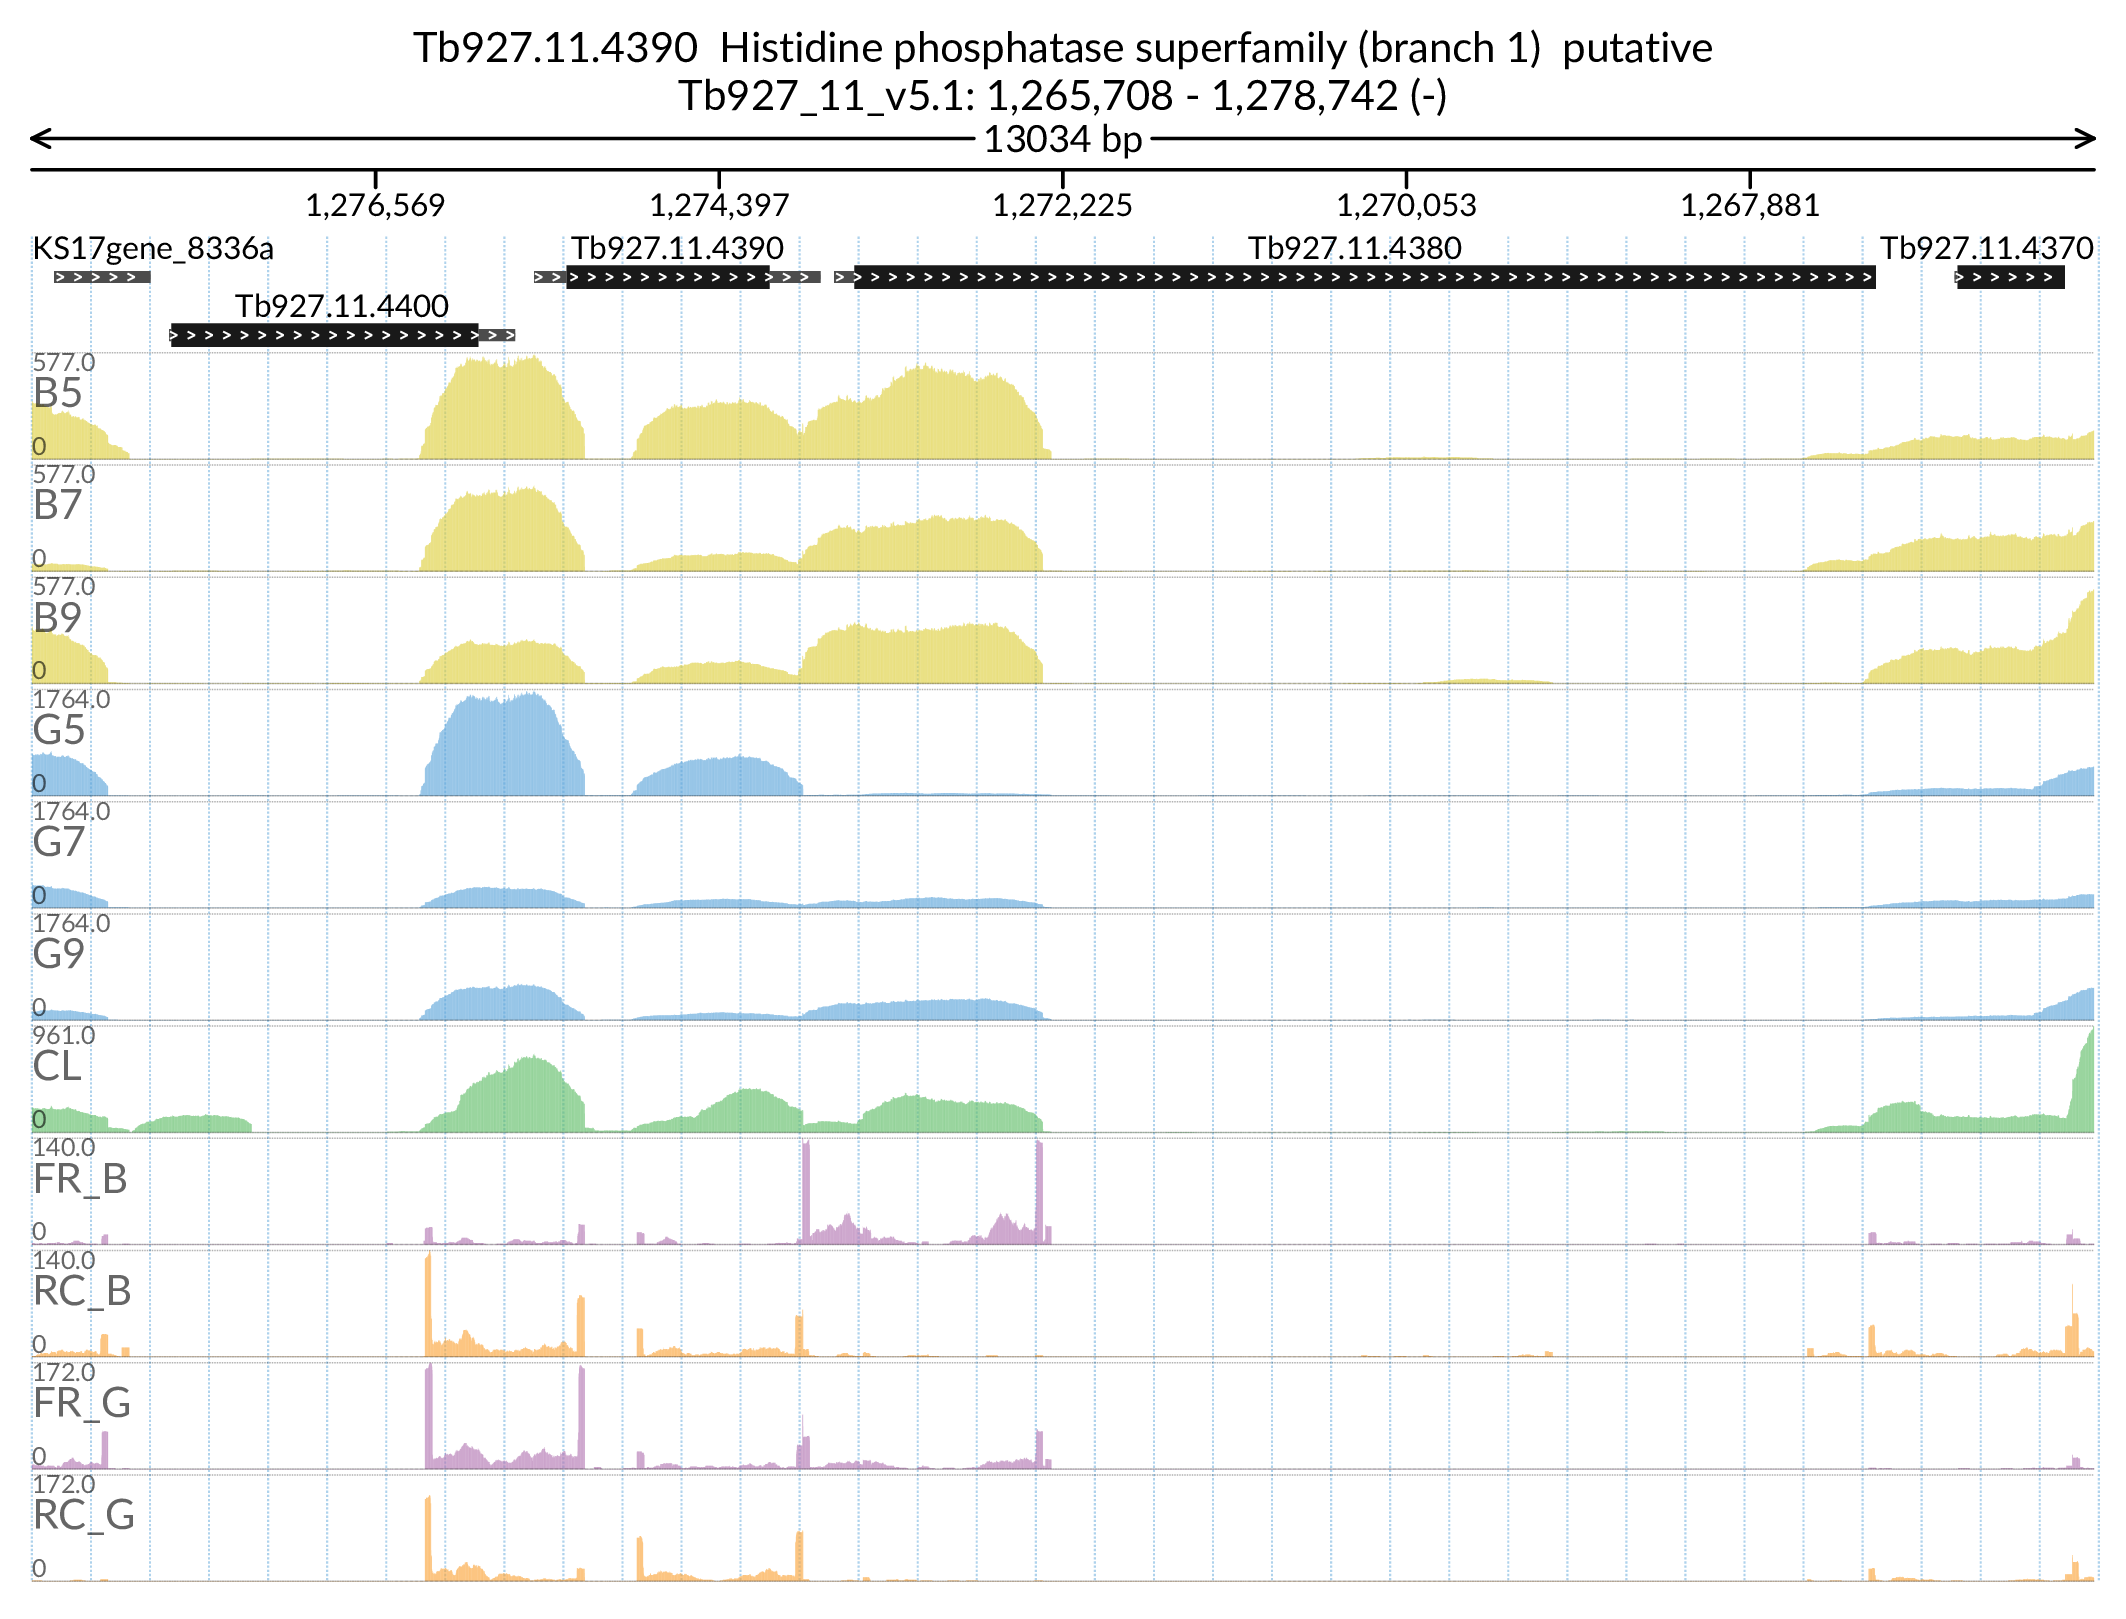 Tb927.11.4390  Histidine phosphatase superfamily (branch 1)  putative
Tb927_11_v5.1: 1,265,708 - 1,278,742 (-)
13034 bp
1,276,569 1,274,397 1,272,225 1,270,053 1,267,881
KS17gene_8336a Tb927.11.4390 Tb927.11.4380 Tb927.11.4370
Tb927.11.4400
577.0
B5
0
577.0
B7
0
577.0
B9
0
1764.0
G5
0
1764.0
G7
0
1764.0
G9
0
961.0
CL
0
140.0
FR_B
0
140.0
RC_B
0
172.0
FR_G
0
172.0
RC_G
0